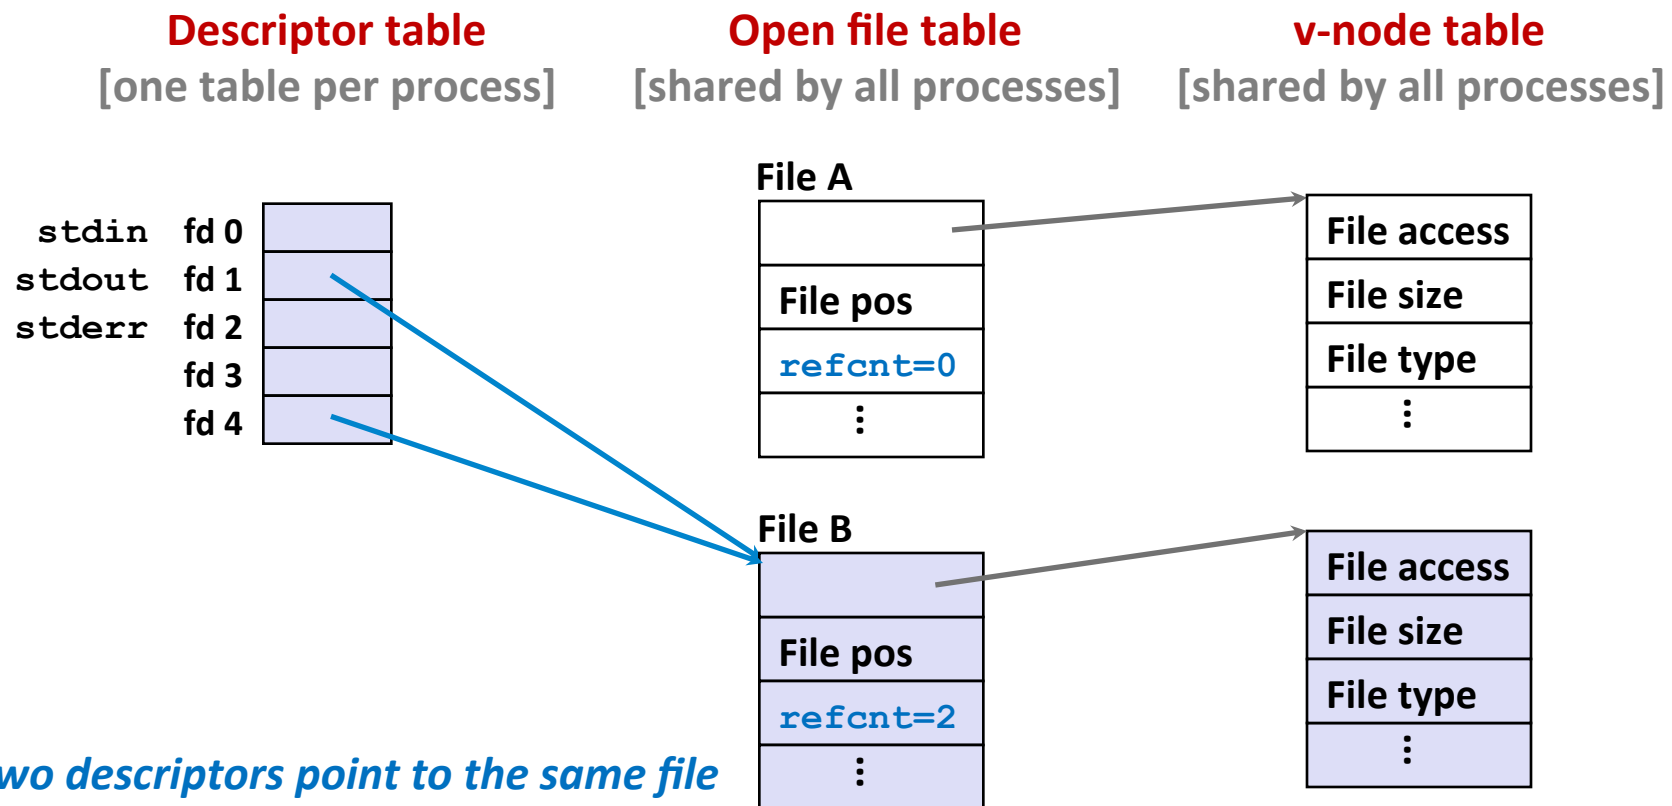 Descriptor table
[one table per process]
Open file table
[shared by all processes]
v-node table
[shared by all processes]
stdin fd 0
stdout fd 1
stderr fd 2
fd 3
fd 4
File A
File pos
refcnt=0
⋮
File access
File size
File type
⋮
File B
File pos
refcnt=2
⋮
File access
File size
File type
⋮
wo descriptors point to the same file